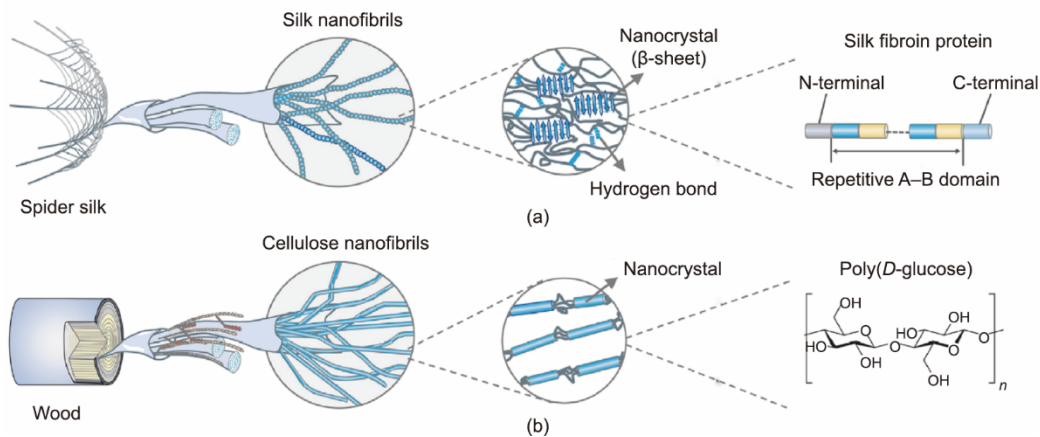 Silk nanofibrils
Nanocrystal
(β-sheet)
Silk fibroin protein
N-terminal
C-terminal
Repetitive A–B domain
Hydrogen bond
Spider silk
(a)
Cellulose nanofibrils
Nanocrystal
Poly(D-glucose)
OH
OH
OH
O
O
O
HO
O
HO
HO
O
OH
OH
n
Wood
(b)